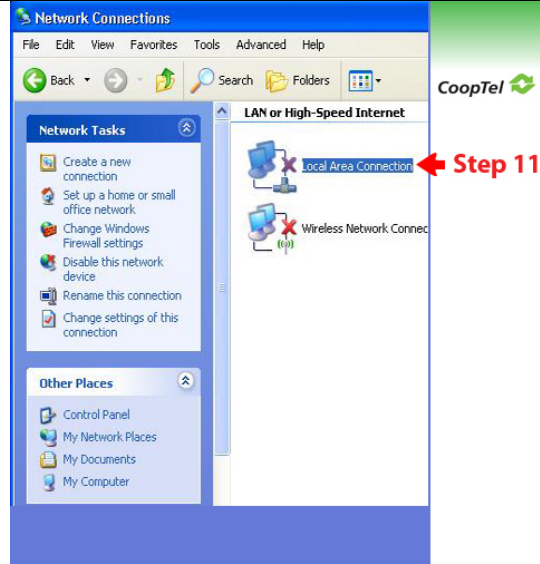 Network Connections
File Edit View Favorites Tools Advanced Help
Back Search Folders
CoopTel
Network Tasks
Create a new
connection
Set up a home or small
office network
Change Windows
Firewall settings
Disable this network
device
Rename this connection
Change settings of this
connection
Other Places
Control Panel
My Network Places
My Documents
My Computer
LAN or High-Speed Internet
Local Area Connection
Step 11
Wireless Network Connec